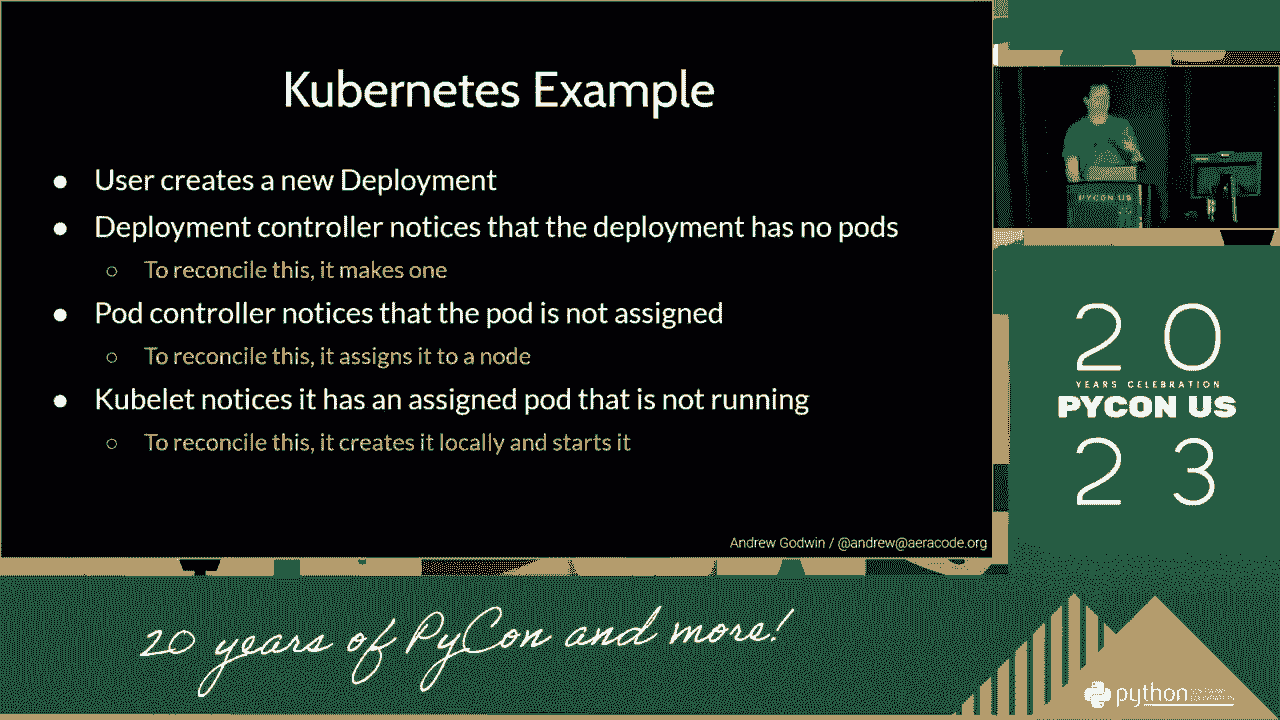 Kubernetes Example
● User creates a new Deployment
● Deployment controller notices that the deployment has no pods
○ To reconcile this, it makes one
● Pod controller notices that the pod is not assigned
○ To reconcile this, it assigns it to a node
● Kubelet notices it has an assigned pod that is not running
○ To reconcile this, it creates it locally and starts it
Andrew Godwin / @andrew@aeracode.org
PYCON US
20
YEARS CELEBRATION
PYCON US
23
20 years of PyCon and more!
python